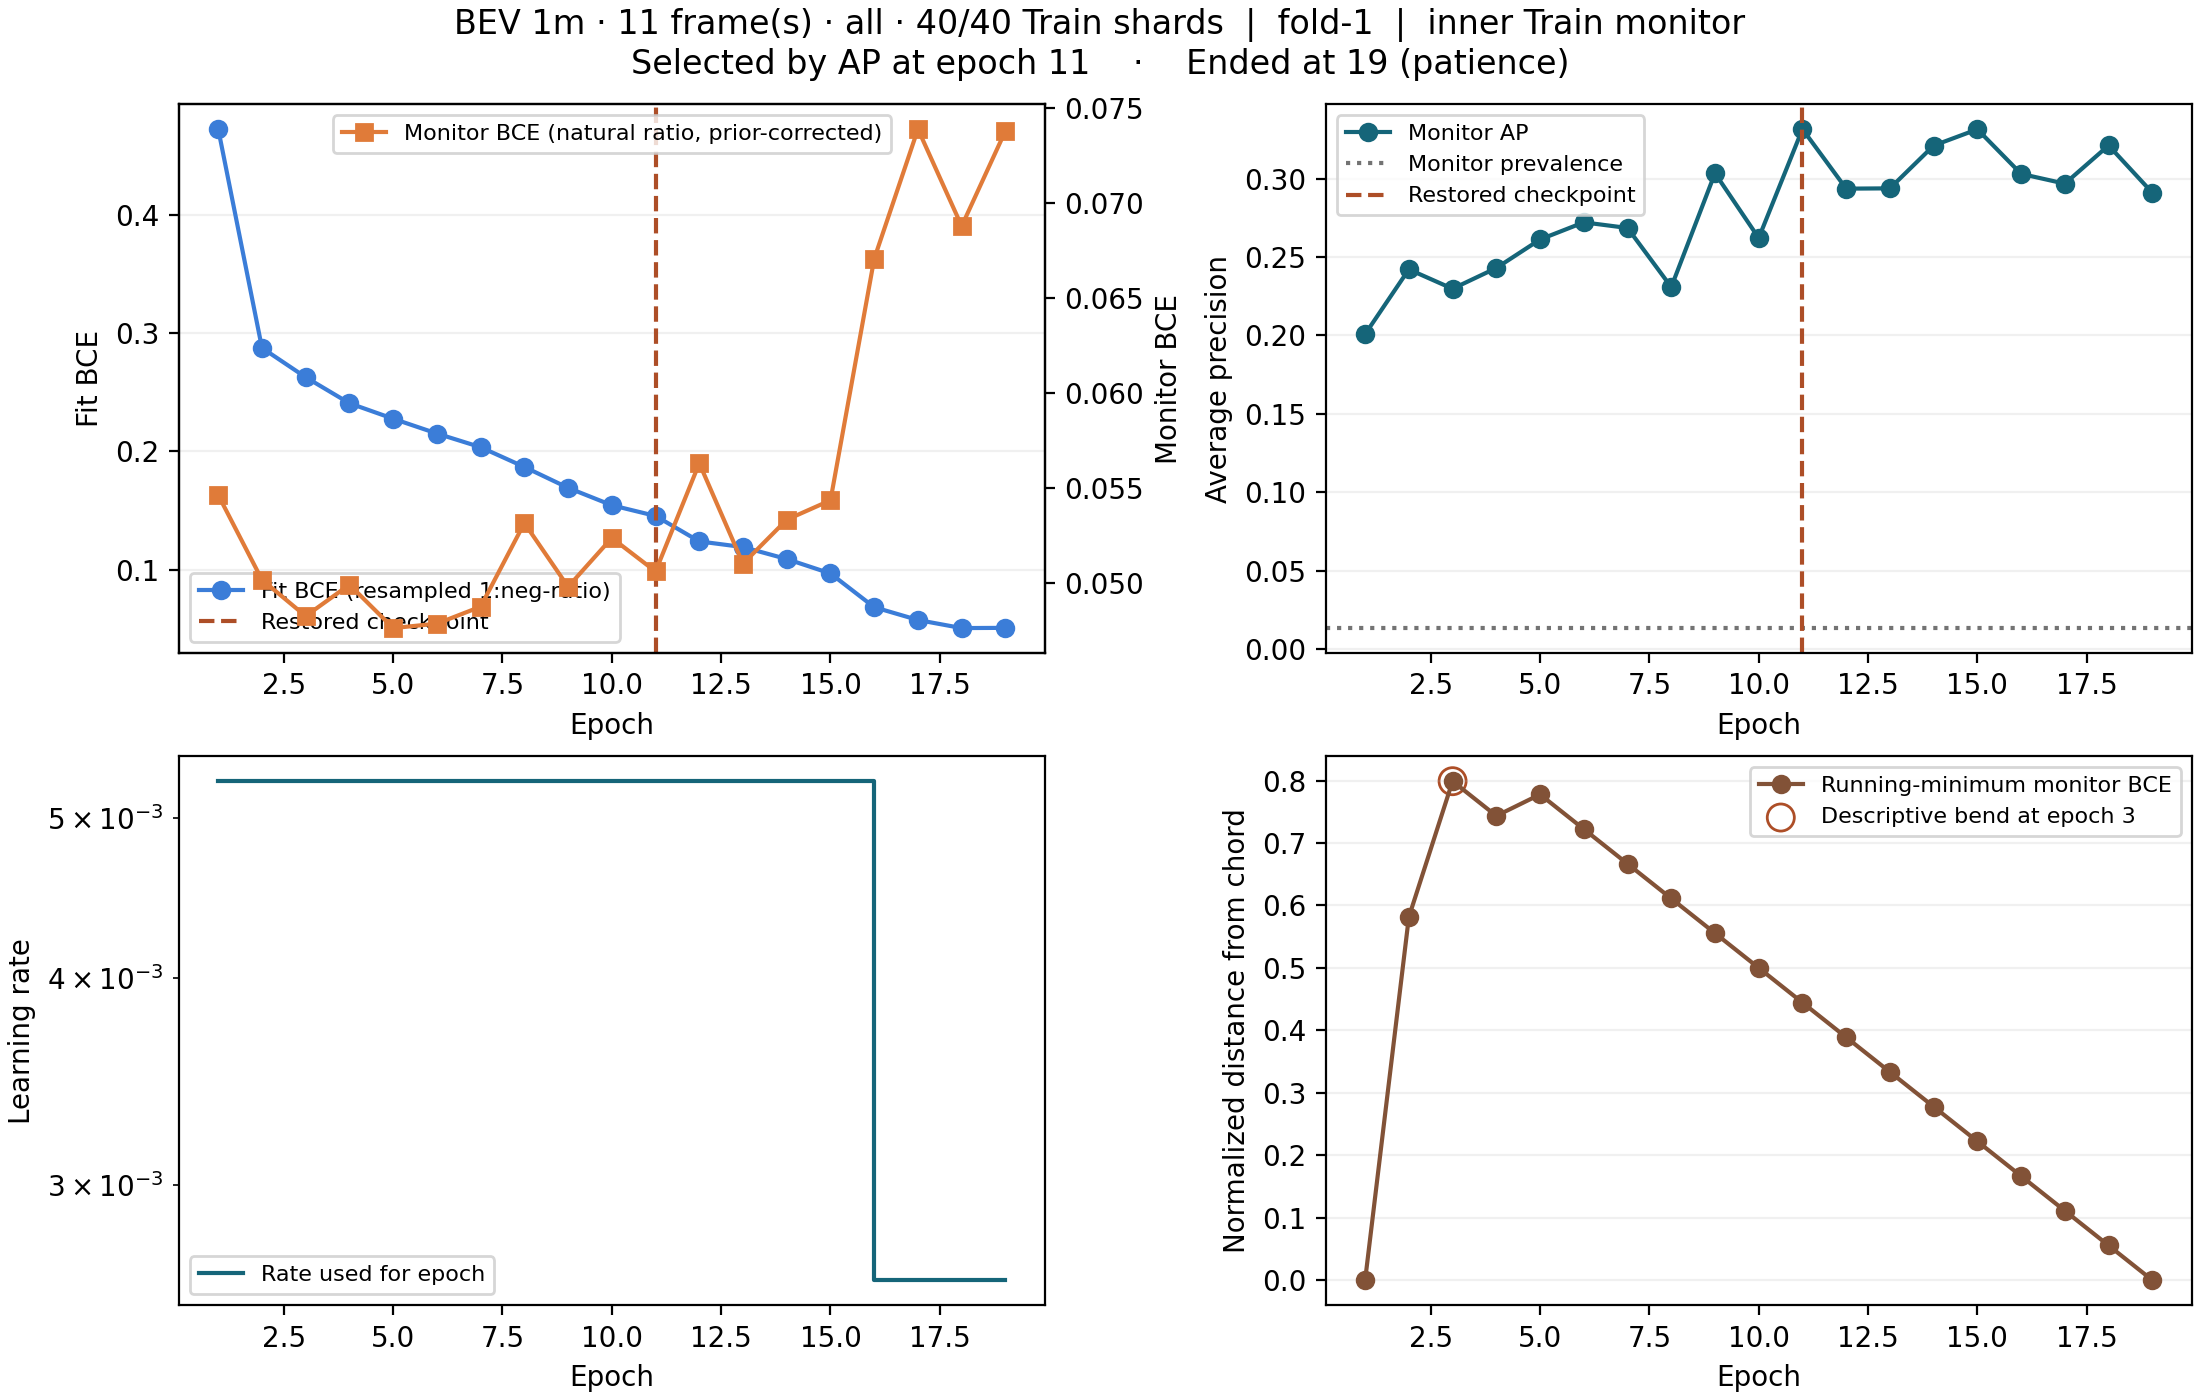 BEV 1m · 11 frame(s) · all · 40/40 Train shards | fold-1 | inner Train monitor
Selected by AP at epoch 11 · Ended at 19 (patience)
Monitor BCE (natural ratio, prior-corrected)
Fit BCE (resampled 1:neg-ratio)
Restored checkpoint
Fit BCE
0.4
0.3
0.2
0.1
Monitor BCE
0.075
0.070
0.065
0.060
0.055
0.050
2.5 5.0 7.5 10.0 12.5 15.0 17.5
Epoch
Monitor AP
Monitor prevalence
Restored checkpoint
Average precision
0.30
0.25
0.20
0.15
0.10
0.05
0.00
2.5 5.0 7.5 10.0 12.5 15.0 17.5
Epoch
Learning rate
5 × 10⁻³
4 × 10⁻³
3 × 10⁻³
Rate used for epoch
2.5 5.0 7.5 10.0 12.5 15.0 17.5
Epoch
Running-minimum monitor BCE
Descriptive bend at epoch 3
Normalized distance from chord
0.8
0.7
0.6
0.5
0.4
0.3
0.2
0.1
0.0
2.5 5.0 7.5 10.0 12.5 15.0 17.5
Epoch